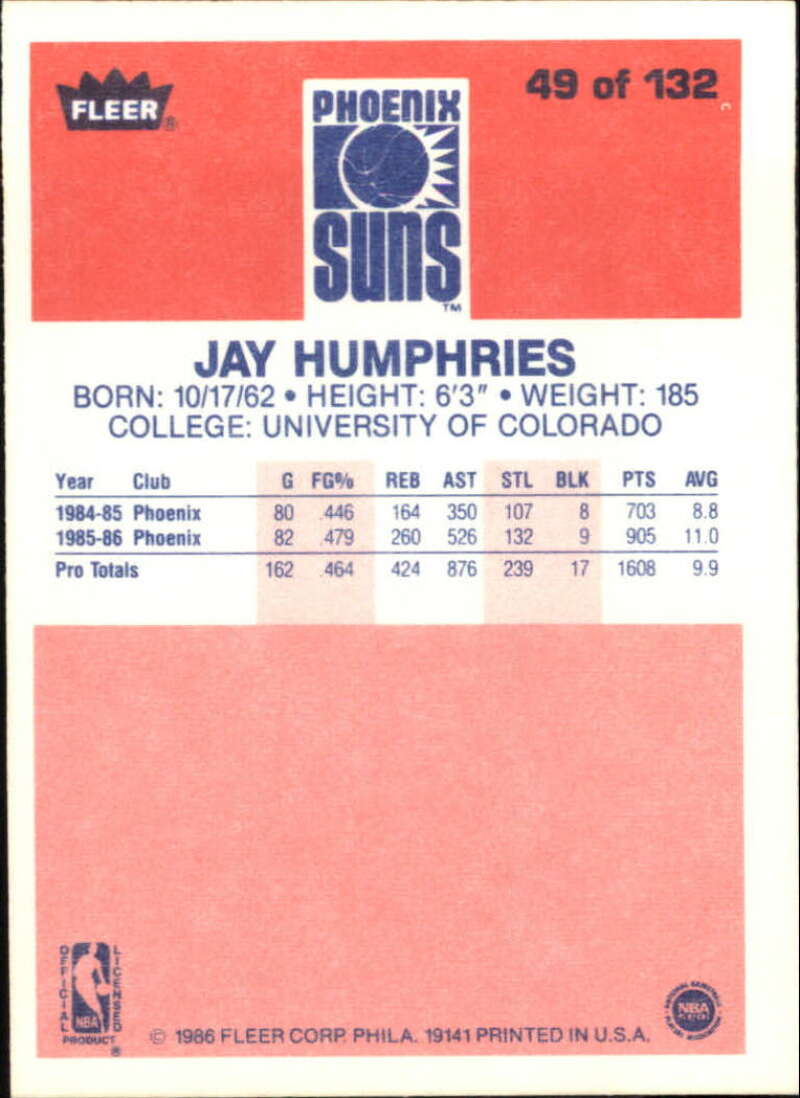 FLEER®
49 of 132
PHOENIX
SUNS
TM
JAY HUMPHRIES
BORN: 10/17/62 • HEIGHT: 6'3" • WEIGHT: 185
COLLEGE: UNIVERSITY OF COLORADO
Year Club G FG% REB AST STL BLK PTS AVG
1984-85 Phoenix 80 .446 164 350 107 8 703 8.8
1985-86 Phoenix 82 .479 260 526 132 9 905 11.0
Pro Totals 162 .464 424 876 239 17 1608 9.9
OFFICIAL
LICENSED
NBA
PRODUCT®
© 1986 FLEER CORP. PHILA. 19141 PRINTED IN U.S.A.
NBA